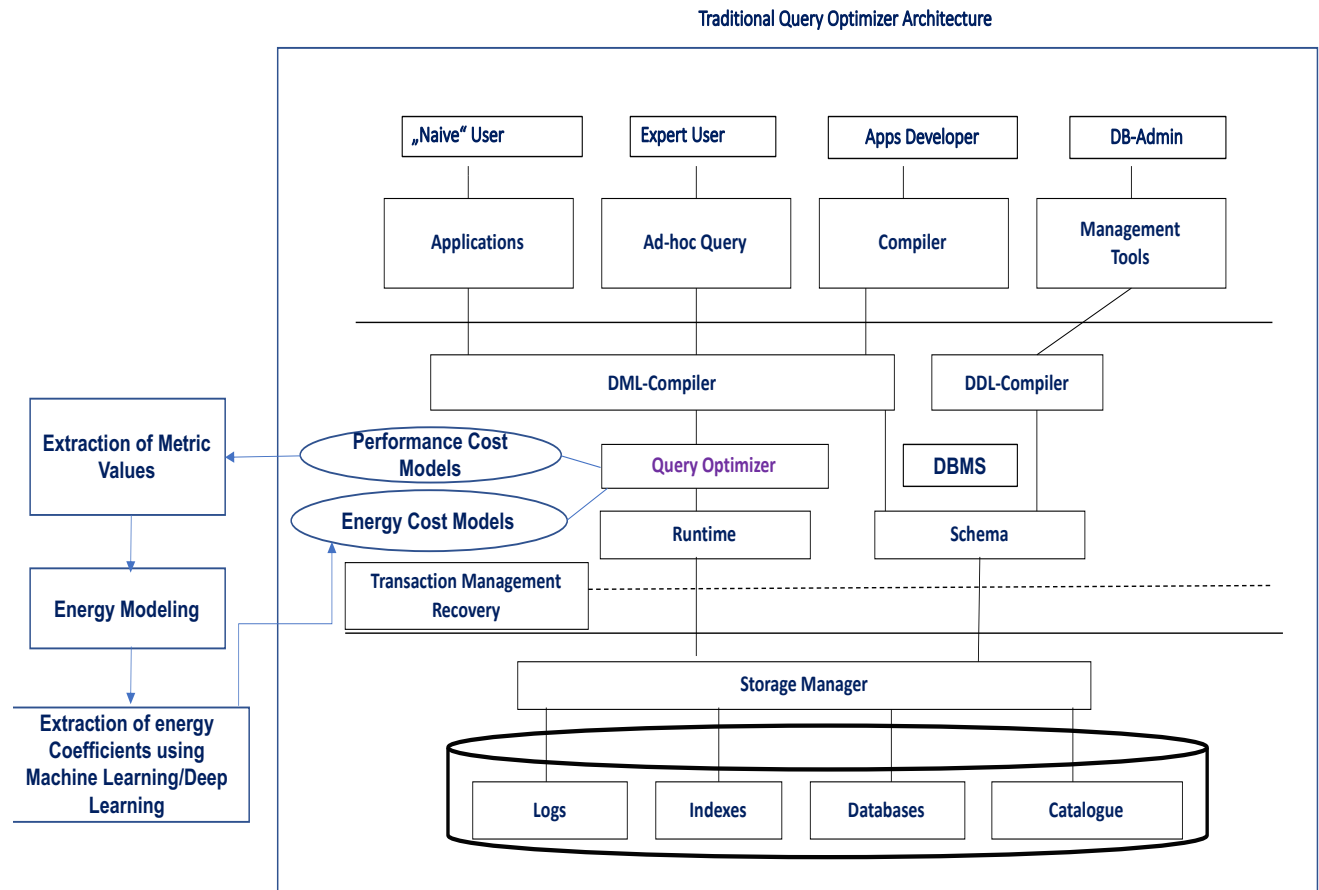 Traditional Query Optimizer Architecture
„Naive“ User
Expert User
Apps Developer
DB-Admin
Applications
Ad-hoc Query
Compiler
Management
Tools
DML-Compiler
DDL-Compiler
Extraction of Metric
Values
Performance Cost
Models
Query Optimizer
DBMS
Energy Cost Models
Runtime
Schema
Energy Modeling
Transaction Management
Recovery
Storage Manager
Extraction of energy
Coefficients using
Machine Learning/Deep
Learning
Logs
Indexes
Databases
Catalogue